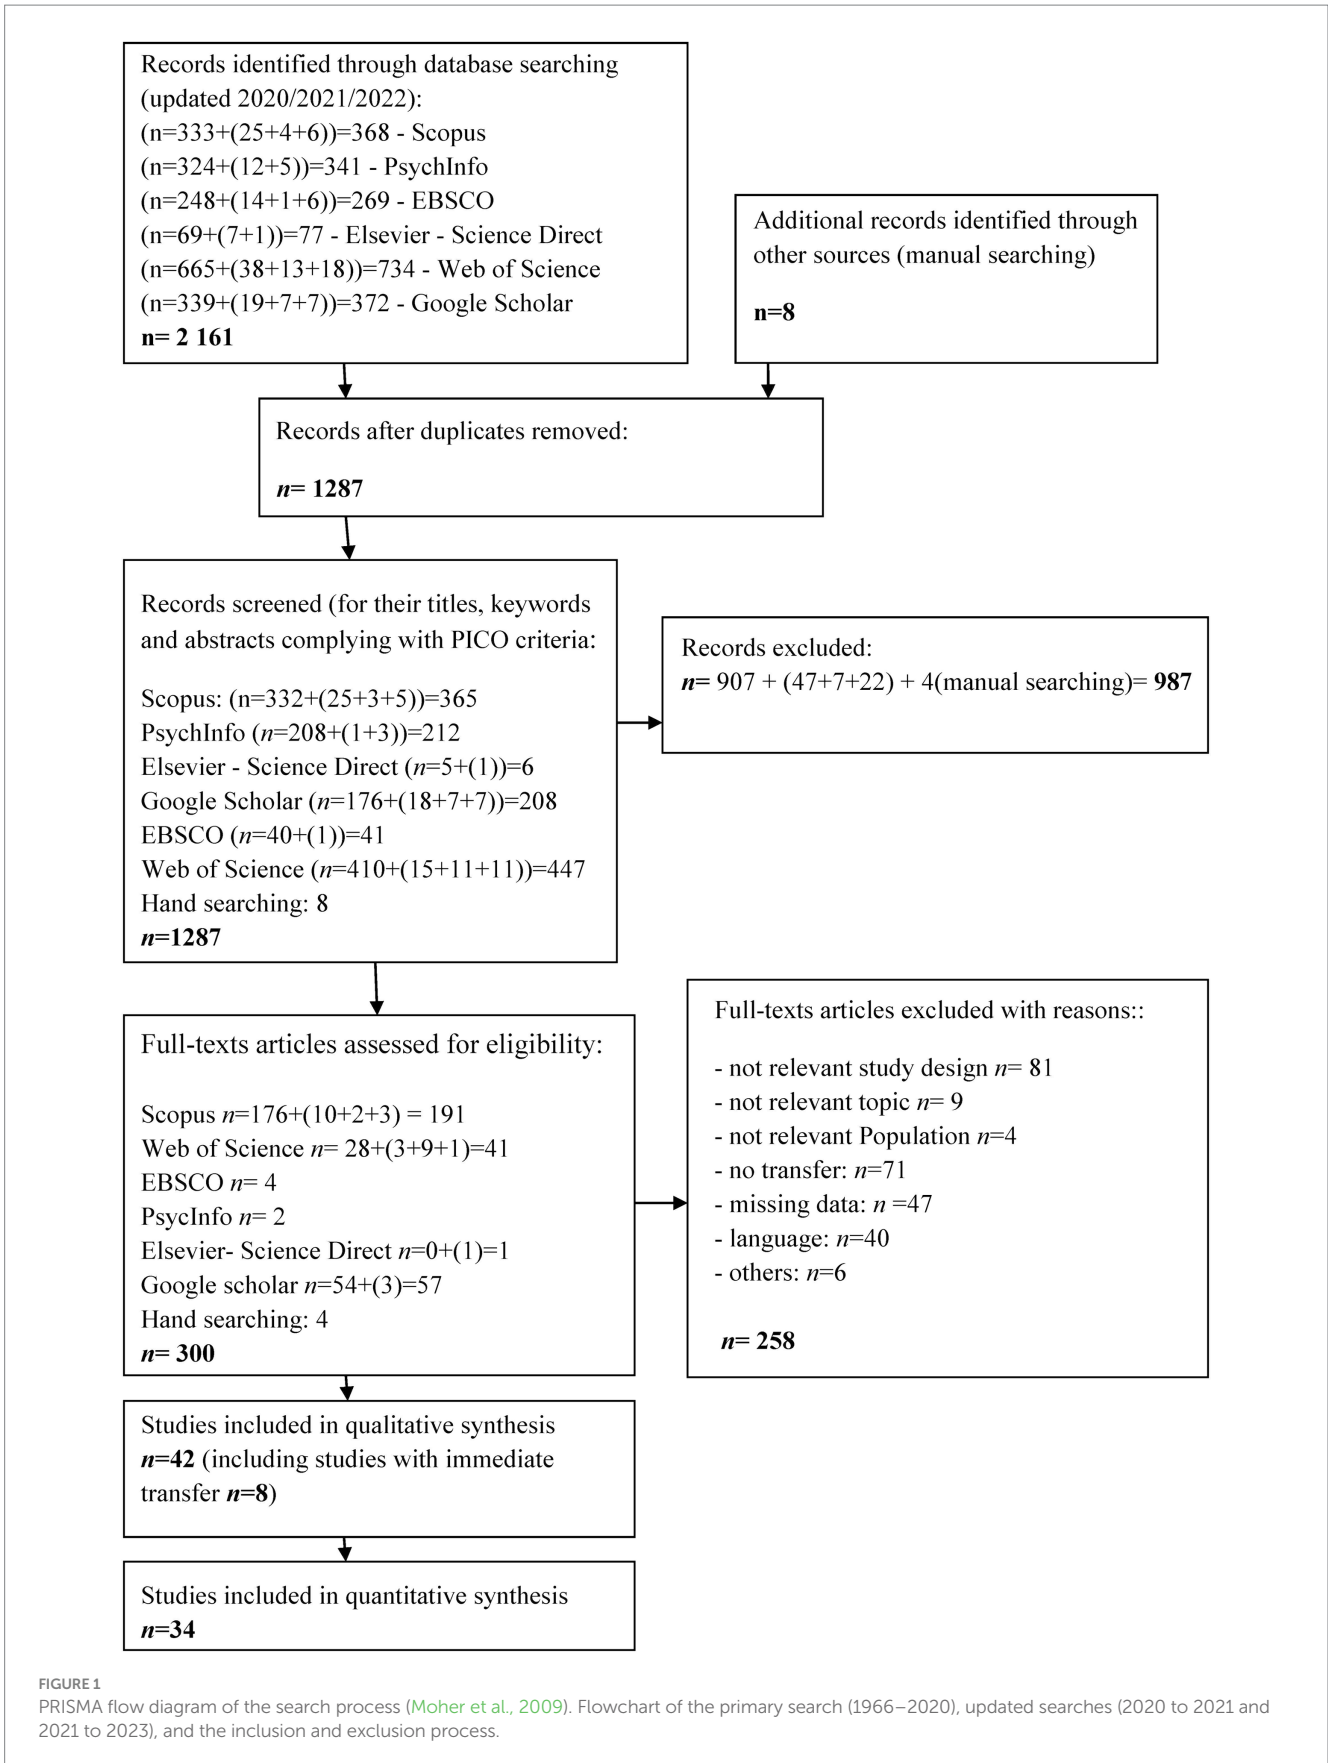 Records identified through database searching
(updated 2020/2021/2022):
(n=333+(25+4+6))=368 - Scopus
(n=324+(12+5))=341 - PsychInfo
(n=248+(14+1+6))=269 - EBSCO
(n=69+(7+1))=77 - Elsevier - Science Direct
(n=665+(38+13+18))=734 - Web of Science
(n=339+(19+7+7))=372 - Google Scholar
n= 2 161
Additional records identified through
other sources (manual searching)
n=8
Records after duplicates removed:
n= 1287
Records screened (for their titles, keywords
and abstracts complying with PICO criteria:
Scopus: (n=332+(25+3+5))=365
PsychInfo (n=208+(1+3))=212
Elsevier - Science Direct (n=5+(1))=6
Google Scholar (n=176+(18+7+7))=208
EBSCO (n=40+(1))=41
Web of Science (n=410+(15+11+11))=447
Hand searching: 8
n=1287
Records excluded:
n= 907 + (47+7+22) + 4(manual searching)= 987
Full-texts articles assessed for eligibility:
Scopus n=176+(10+2+3) = 191
Web of Science n= 28+(3+9+1)=41
EBSCO n= 4
PsycInfo n= 2
Elsevier- Science Direct n=0+(1)=1
Google scholar n=54+(3)=57
Hand searching: 4
n= 300
Full-texts articles excluded with reasons::
- not relevant study design n= 81
- not relevant topic n= 9
- not relevant Population n=4
- no transfer: n=71
- missing data: n =47
- language: n=40
- others: n=6
n= 258
Studies included in qualitative synthesis
n=42 (including studies with immediate
transfer n=8)
Studies included in quantitative synthesis
n=34
FIGURE 1
PRISMA flow diagram of the search process (Moher et al., 2009). Flowchart of the primary search (1966–2020), updated searches (2020 to 2021 and
2021 to 2023), and the inclusion and exclusion process.